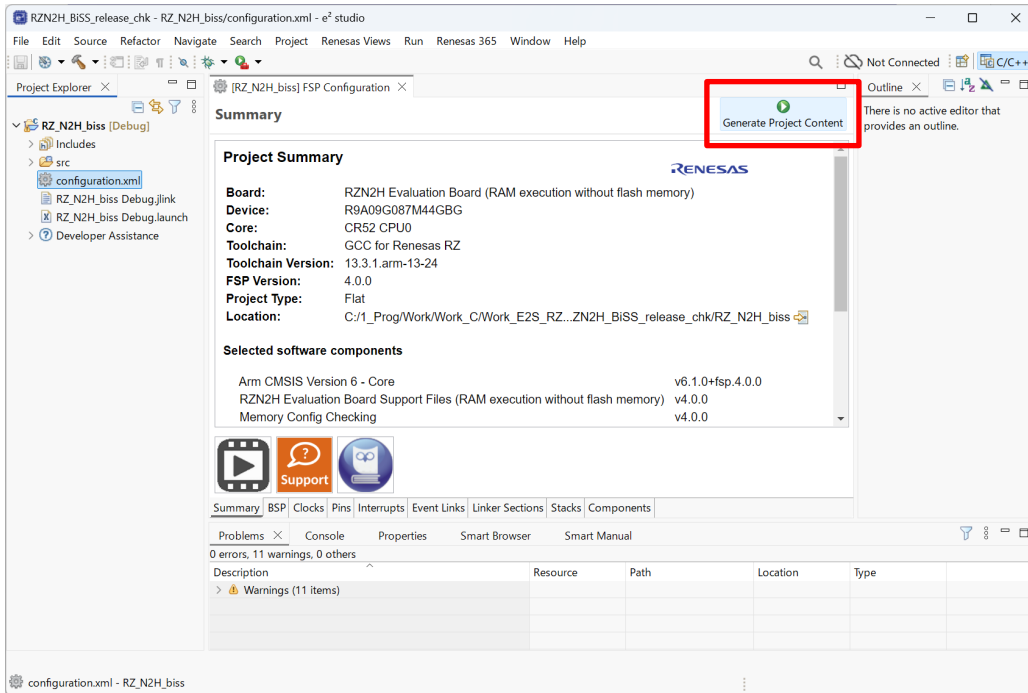 RZN2H_BiSS_release_chk - RZ_N2H_biss/configuration.xml - e² studio
File Edit Source Refactor Navigate Search Project Renesas Views Run Renesas 365 Window Help
Not Connected
C/C++
Project Explorer
RZ_N2H_biss [Debug]
Includes
src
configuration.xml
RZ_N2H_biss Debug.jlink
RZ_N2H_biss Debug.launch
Developer Assistance
[RZ_N2H_biss] FSP Configuration
Summary
Generate Project Content
Project Summary
RENESAS
Board: RZN2H Evaluation Board (RAM execution without flash memory)
Device: R9A09G087M44GBG
Core: CR52 CPU0
Toolchain: GCC for Renesas RZ
Toolchain Version: 13.3.1.arm-13-24
FSP Version: 4.0.0
Project Type: Flat
Location: C:/1_Prog/Work/Work_C/Work_E2S_RZ...ZN2H_BiSS_release_chk/RZ_N2H_biss
Selected software components
Arm CMSIS Version 6 - Core v6.1.0+fsp.4.0.0
RZN2H Evaluation Board Support Files (RAM execution without flash memory) v4.0.0
Memory Config Checking v4.0.0
Support
Summary BSP Clocks Pins Interrupts Event Links Linker Sections Stacks Components
Outline
There is no active editor that
provides an outline.
Problems Console Properties Smart Browser Smart Manual
0 errors, 11 warnings, 0 others
Description Resource Path Location Type
Warnings (11 items)
configuration.xml - RZ_N2H_biss